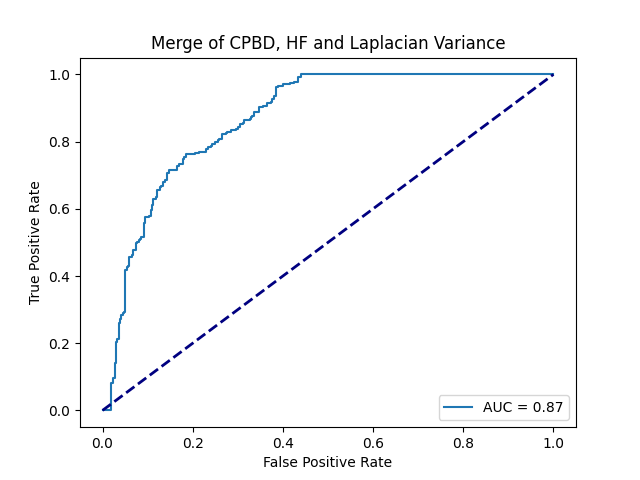 Merge of CPBD, HF and Laplacian Variance
True Positive Rate
1.0
0.8
0.6
0.4
0.2
0.0
AUC = 0.87
0.0 0.2 0.4 0.6 0.8 1.0
False Positive Rate